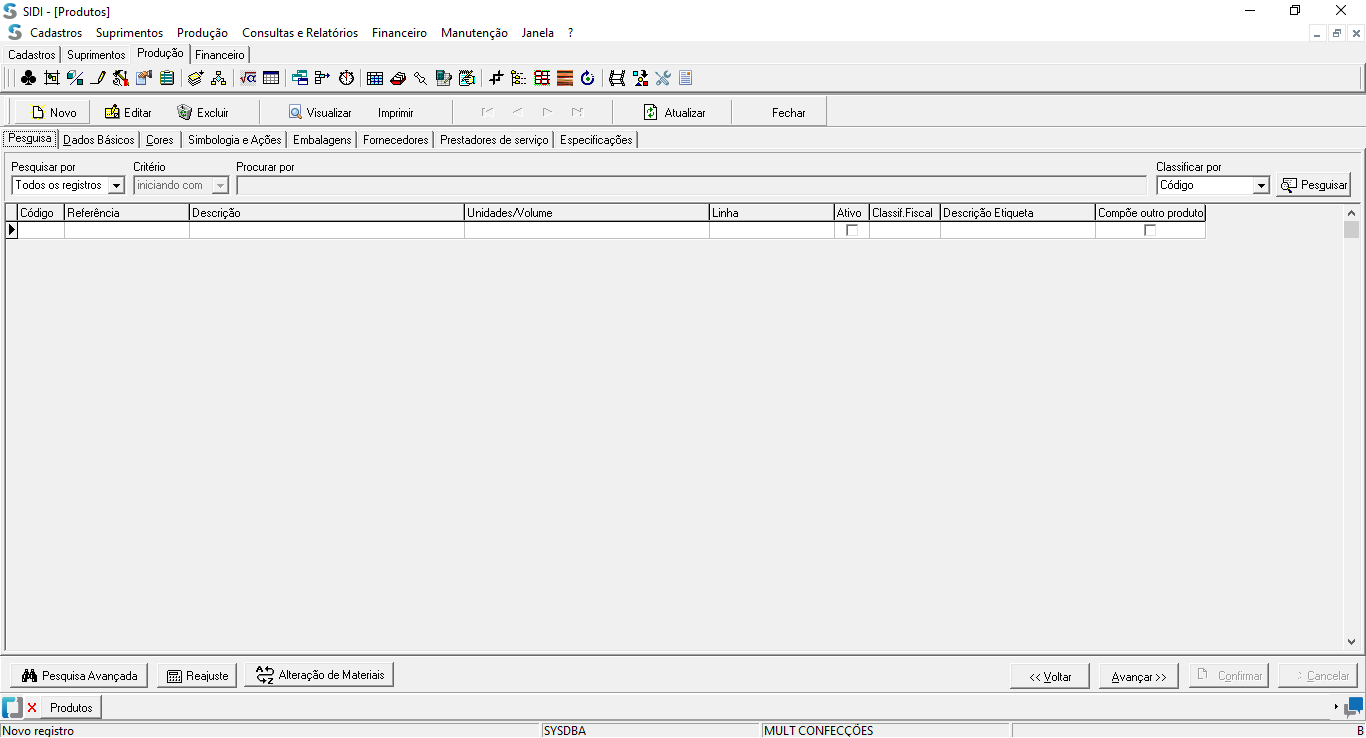 SIDI - [Produtos]
Cadastros Suprimentos Produção Consultas e Relatórios Financeiro Manutenção Janela ?
Cadastros Suprimentos Produção Financeiro
Novo Editar Excluir Visualizar Imprimir Atualizar Fechar
Pesquisa Dados Básicos Cores Simbologia e Ações Embalagens Fornecedores Prestadores de serviço Especificações
Pesquisar por Critério Procurar por Classificar por
Todos os registros iniciando com Código Pesquisar
Código Referência Descrição Unidades/Volume Linha Ativo Classif.Fiscal Descrição Etiqueta Compõe outro produto
Pesquisa Avançada Reajuste Alteração de Materiais << Voltar Avançar >> Confirmar Cancelar
Produtos
Novo registro SYSDBA MULT CONFECÇÕES B